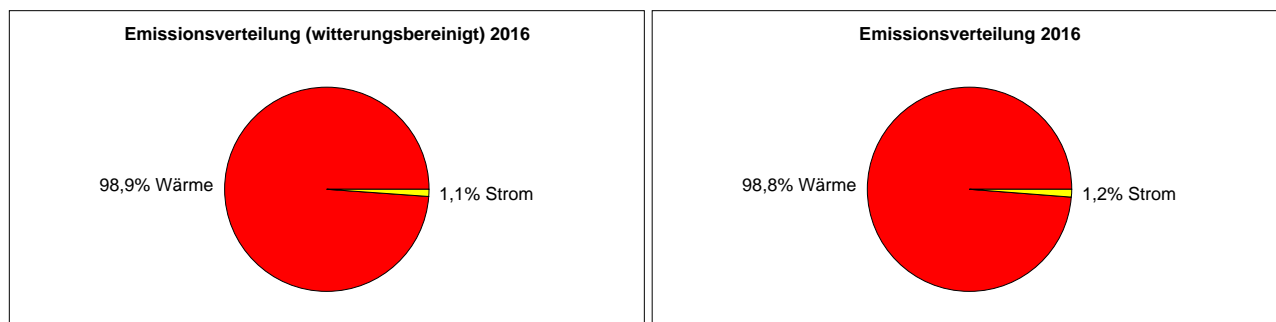 Emissionsverteilung (witterungsbereinigt) 2016
98,9% Wärme
1,1% Strom
Emissionsverteilung 2016
98,8% Wärme
1,2% Strom